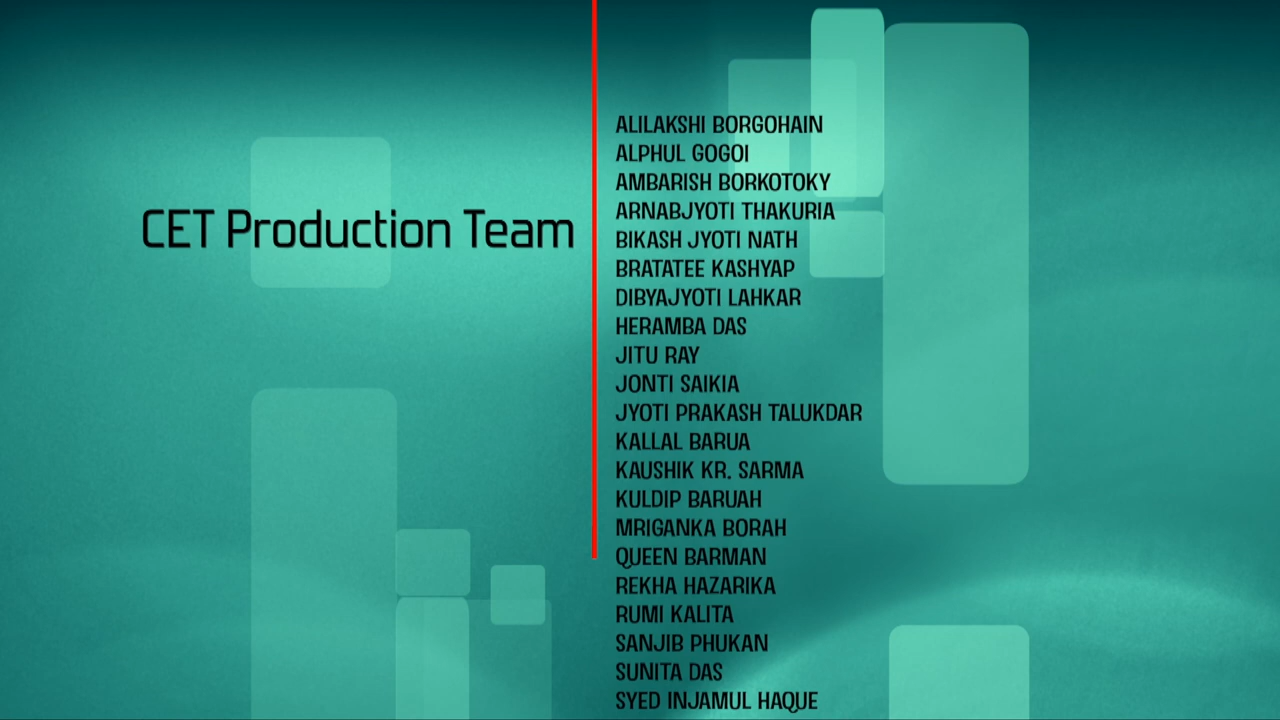 CET Production Team
ALILAKSHI BORGOHAIN
ALPHUL GOGOI
AMBARISH BORKOTOKY
ARNABJYOTI THAKURIA
BIKASH JYOTI NATH
BRATATEE KASHYAP
DIBYAJYOTI LAHKAR
HERAMBA DAS
JITU RAY
JONTI SAIKIA
JYOTI PRAKASH TALUKDAR
KALLAL BARUA
KAUSHIK KR. SARMA
KULDIP BARUAH
MRIGANKA BORAH
QUEEN BARMAN
REKHA HAZARIKA
RUMI KALITA
SANJIB PHUKAN
SUNITA DAS
SYED INJAMUL HAQUE